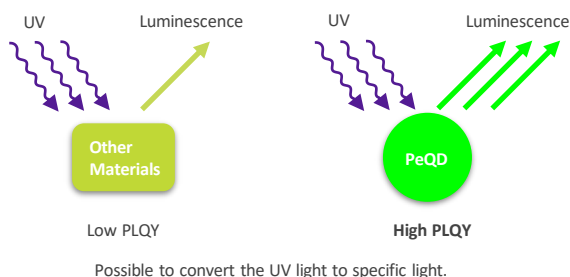 UV
Luminescence
Other
Materials
Low PLQY
UV
Luminescence
PeQD
High PLQY
Possible to convert the UV light to specific light.